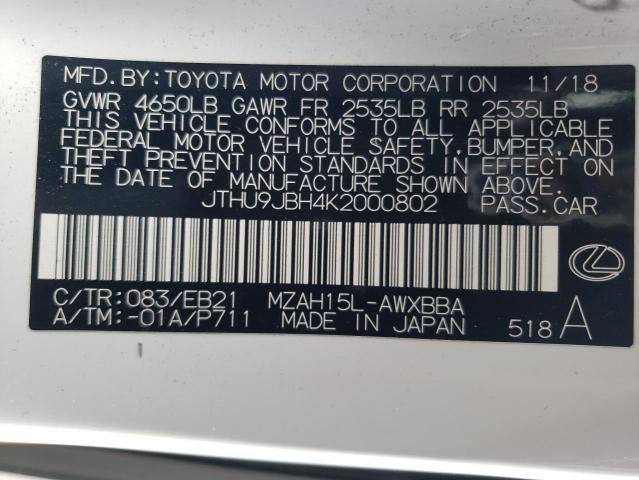 MFD.BY: TOYOTA MOTOR CORPORATION 11/18
GVWR 4650LB GAWR FR 2535LB RR 2535LB
THIS VEHICLE CONFORMS TO ALL APPLICABLE
FEDERAL MOTOR VEHICLE SAFETY, BUMPER, AND
THEFT PREVENTION STANDARDS IN EFFECT ON
THE DATE OF MANUFACTURE SHOWN ABOVE.
JTHU9JBH4K2000802 PASS.CAR
C/TR: 083/EB21 MZAH15L-AWXBBA
A/TM: -01A/P711 MADE IN JAPAN 518 A